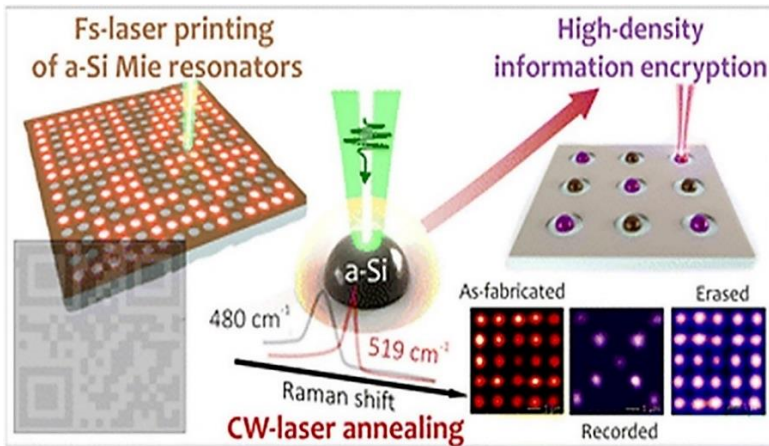 Fs-laser printing
of a-Si Mie resonators
High-density
information encryption
a-Si
480 cm⁻¹
519 cm⁻¹
Raman shift
CW-laser annealing
As-fabricated
Erased
Recorded